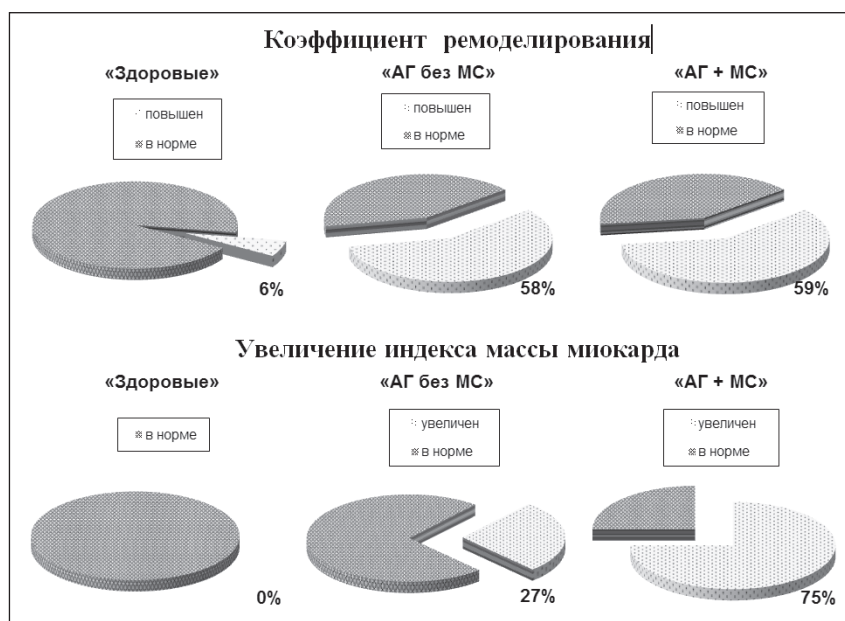 Коэффициент ремоделирования
«Здоровые» «АГ без МС» «АГ + МС»
повышен повышен повышен
в норме в норме в норме
6% 58% 59%
Увеличение индекса массы миокарда
«Здоровые» «АГ без МС» «АГ + МС»
в норме увеличен увеличен
в норме в норме
0% 27% 75%